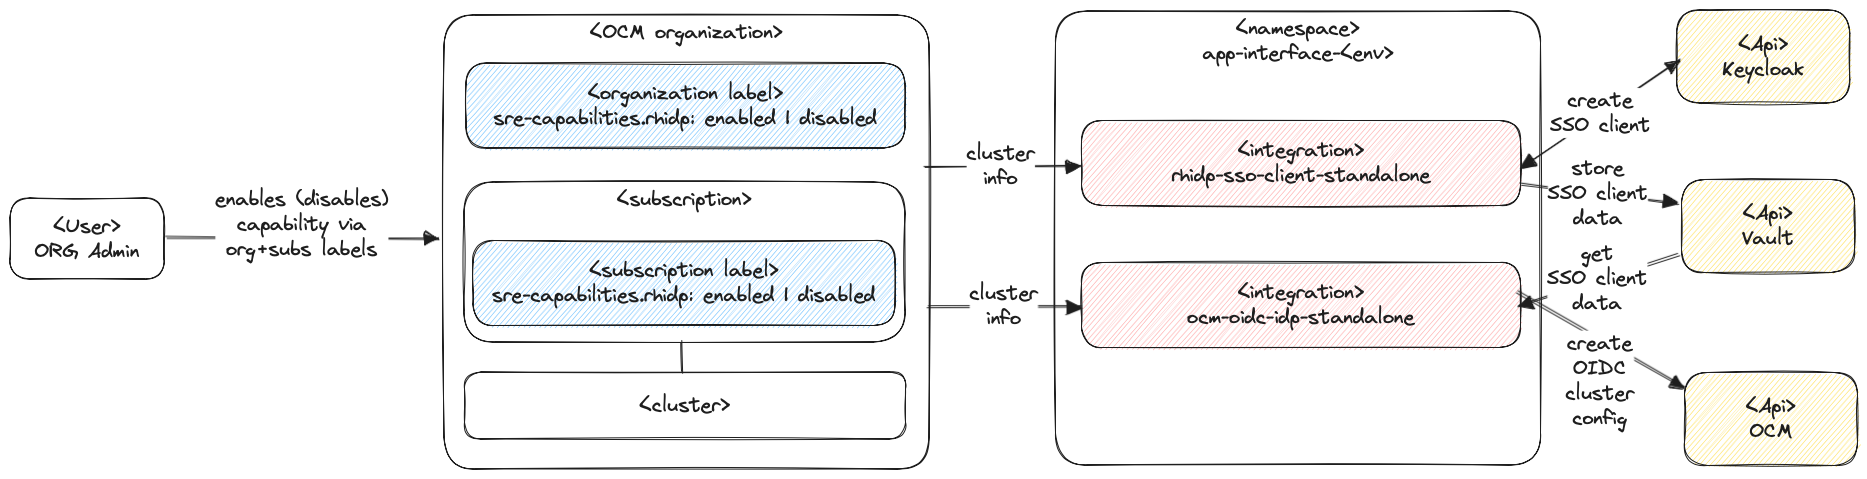 <User>
ORG Admin
enables (disables)
capability via
org+subs labels
<OCM organization>
<organization label>
sre-capabilities.rhidp: enabled | disabled
<subscription>
<subscription label>
sre-capabilities.rhidp: enabled | disabled
<cluster>
cluster
info
cluster
info
<namespace>
app-interface-<env>
<integration>
rhidp-sso-client-standalone
<integration>
ocm-oidc-idp-standalone
create
SSO client
store
SSO client
data
get
SSO client
data
create
OIDC
cluster
config
<Api>
Keycloak
<Api>
Vault
<Api>
OCM